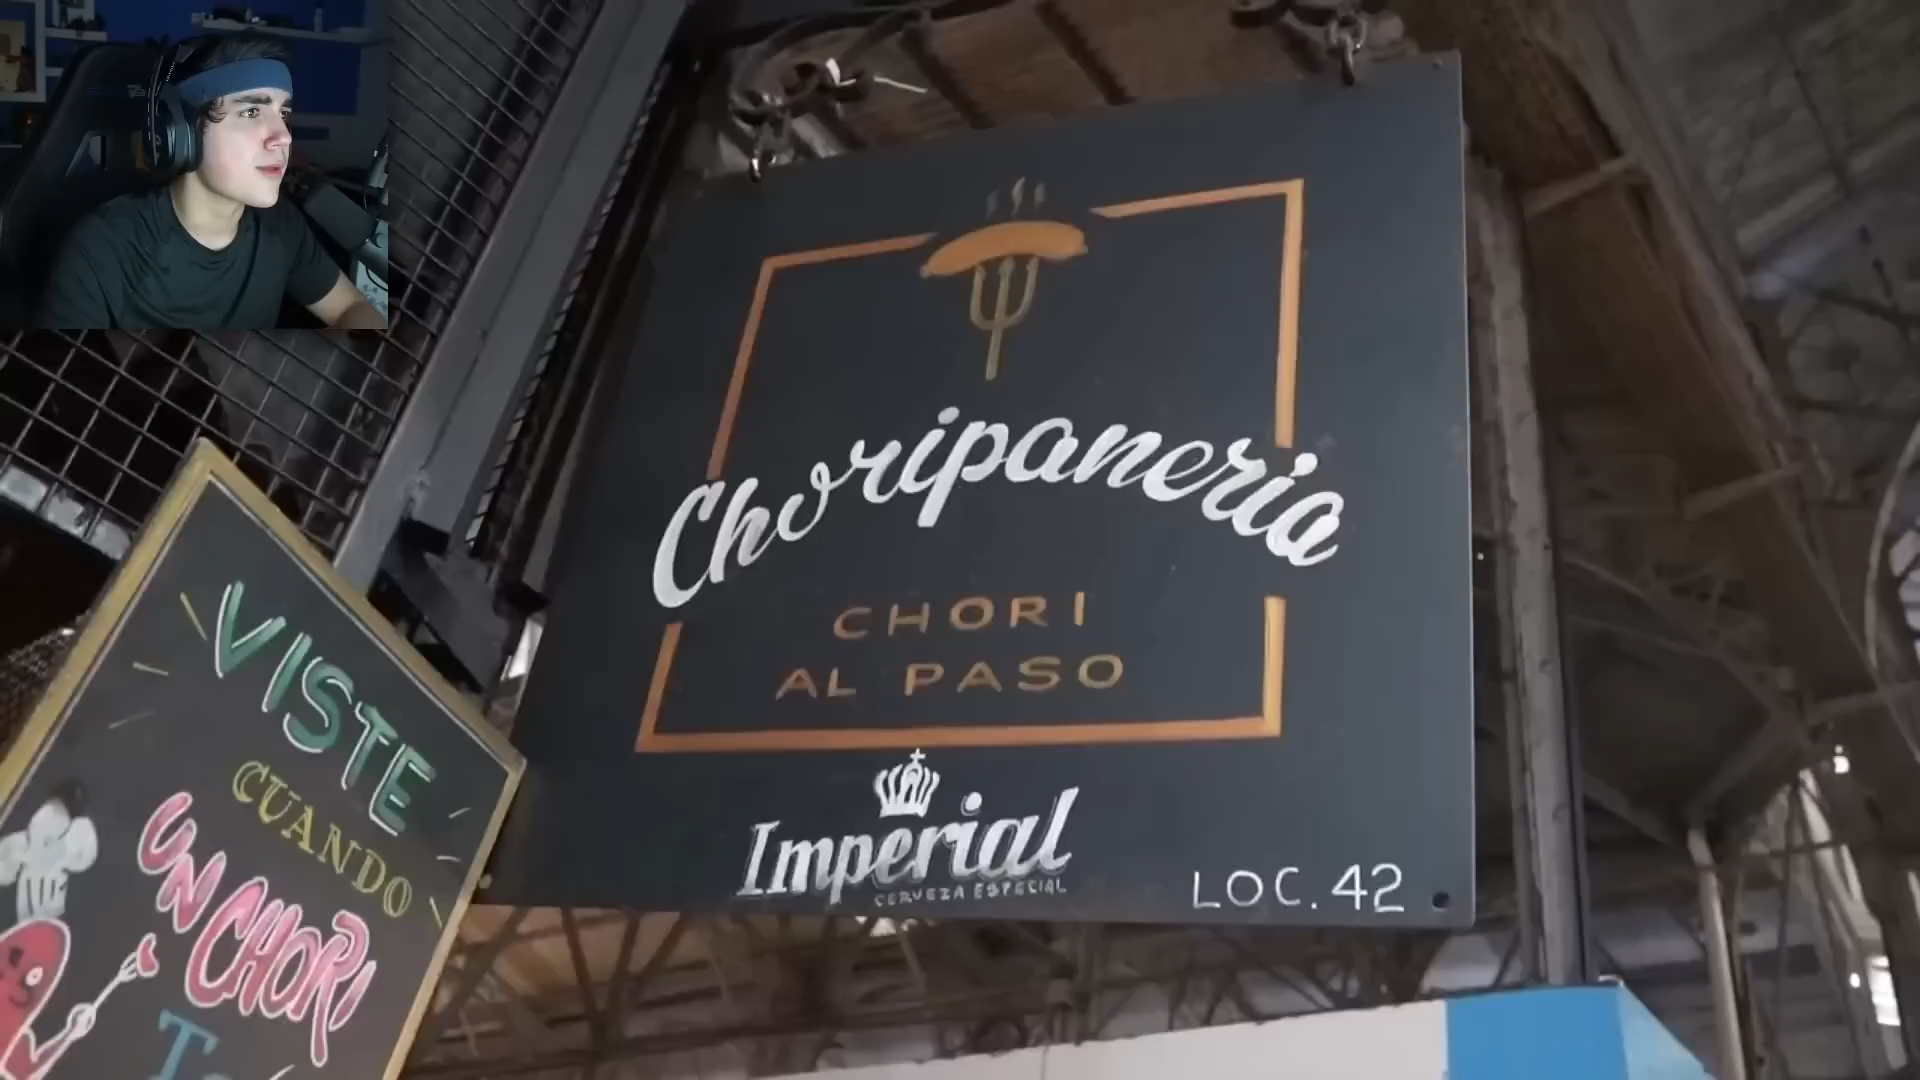 Choripaneria
CHORI
AL PASO
Imperial
CERVEZA ESPECIAL
LOC. 42
VISTE
CUANDO
UN CHORI